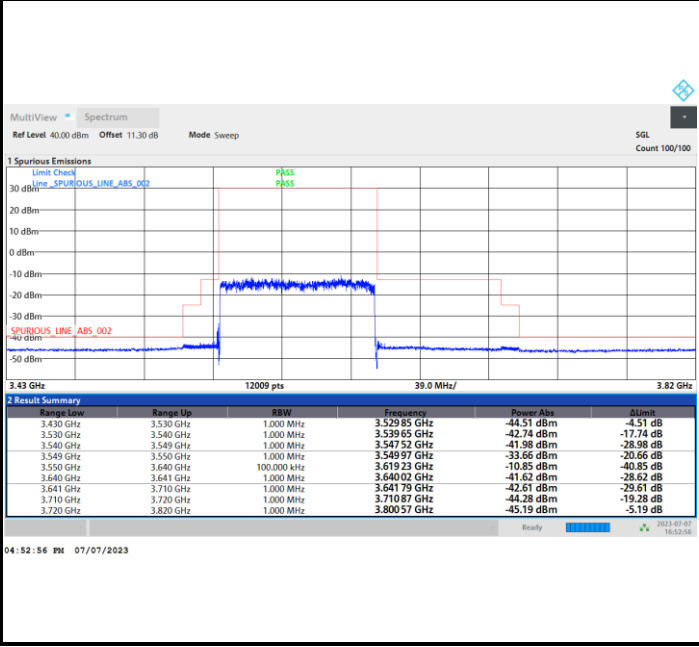 MultiView Spectrum
Ref Level 40.00 dBm Offset 11.30 dB Mode Sweep SGL
Count 100/100
1 Spurious Emissions
Limit Check PASS
Line _SPURIOUS_LINE_ABS_002 PASS
30 dBm
20 dBm
10 dBm
0 dBm
-10 dBm
-20 dBm
-30 dBm
_SPURIOUS_LINE_ABS_002
-40 dBm
-50 dBm
3.43 GHz 12009 pts 39.0 MHz/ 3.82 GHz
2 Result Summary
Range Low Range Up RBW Frequency Power Abs ΔLimit
3.430 GHz 3.530 GHz 1.000 MHz 3.529 85 GHz -44.51 dBm -4.51 dB
3.530 GHz 3.540 GHz 1.000 MHz 3.539 65 GHz -42.74 dBm -17.74 dB
3.540 GHz 3.549 GHz 1.000 MHz 3.547 52 GHz -41.98 dBm -28.98 dB
3.549 GHz 3.550 GHz 1.000 MHz 3.549 97 GHz -33.66 dBm -20.66 dB
3.550 GHz 3.640 GHz 100.000 kHz 3.619 23 GHz -10.85 dBm -40.85 dB
3.640 GHz 3.641 GHz 1.000 MHz 3.640 02 GHz -41.62 dBm -28.62 dB
3.641 GHz 3.710 GHz 1.000 MHz 3.641 79 GHz -42.61 dBm -29.61 dB
3.710 GHz 3.720 GHz 1.000 MHz 3.710 87 GHz -44.28 dBm -19.28 dB
3.720 GHz 3.820 GHz 1.000 MHz 3.800 57 GHz -45.19 dBm -5.19 dB
Ready 2023-07-07
16:52:56
04:52:56 PM 07/07/2023